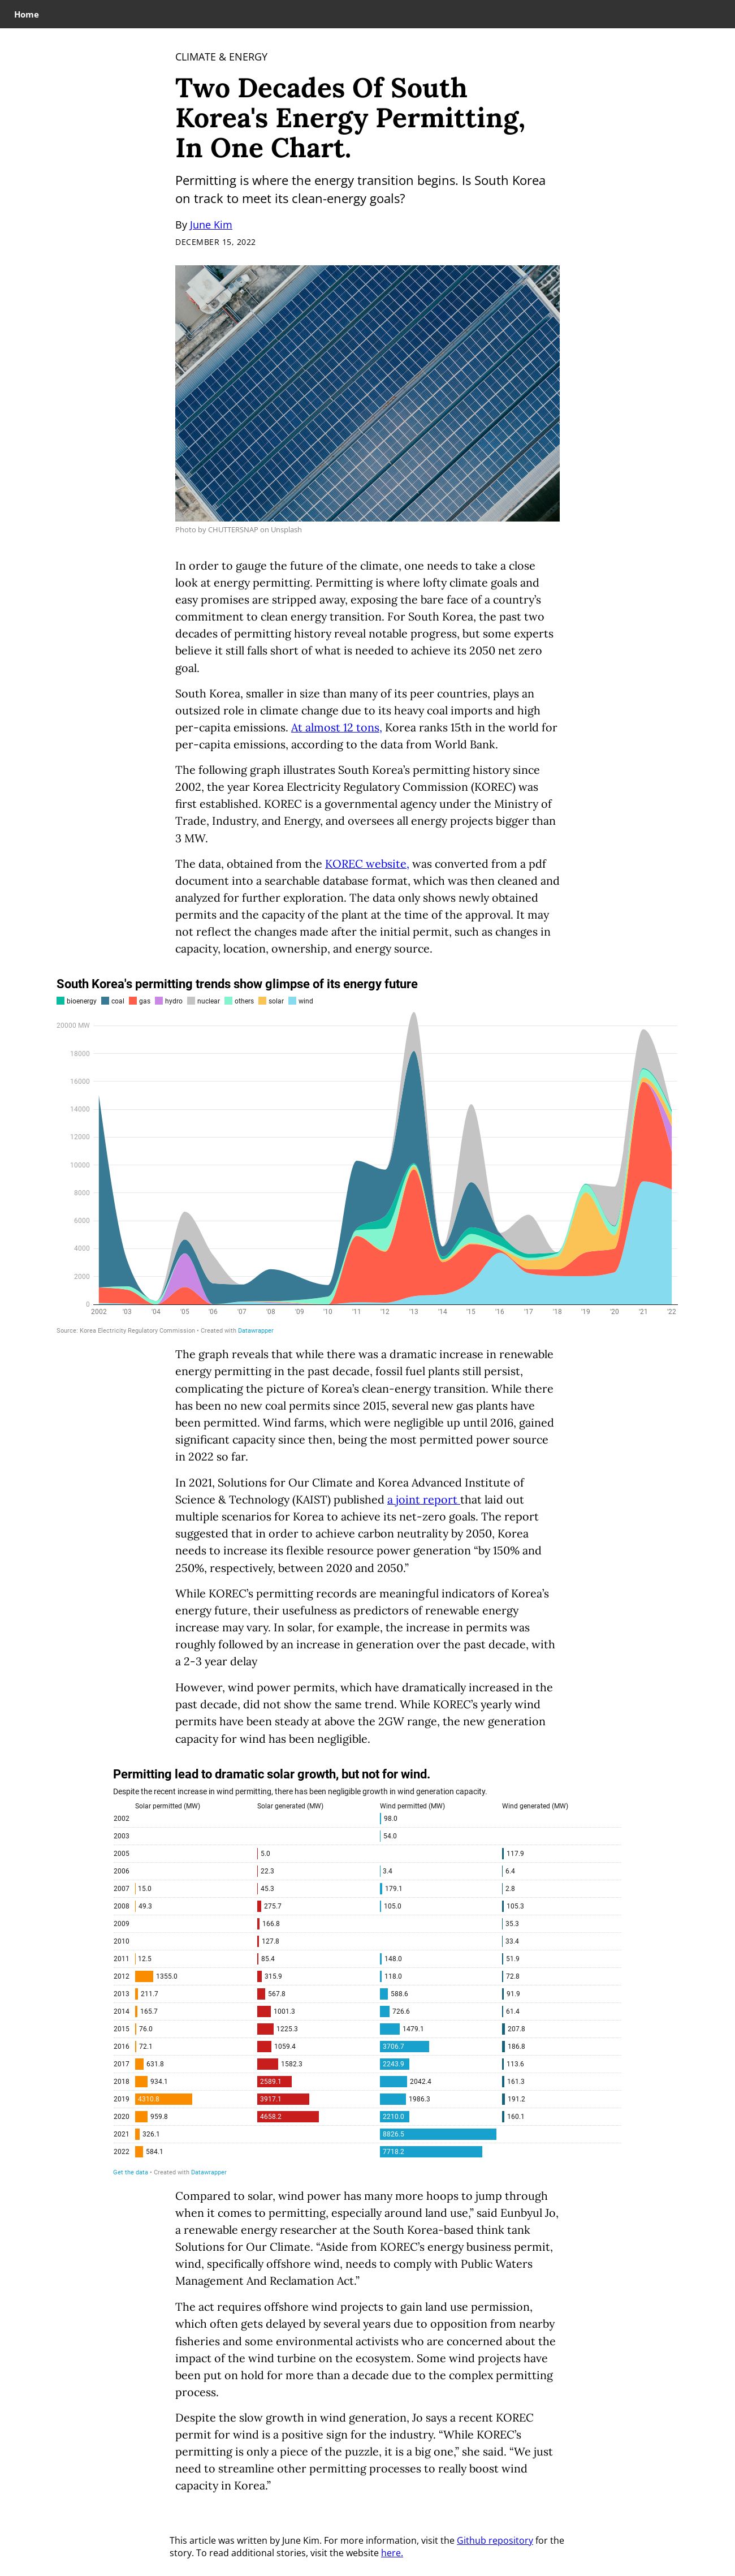 Home
CLIMATE & ENERGY
Two Decades Of South
Korea's Energy Permitting,
In One Chart.
Permitting is where the energy transition begins. Is South Korea
on track to meet its clean-energy goals?
By June Kim
DECEMBER 15, 2022
Photo by CHUTTERSNAP on Unsplash
In order to gauge the future of the climate, one needs to take a close
look at energy permitting. Permitting is where lofty climate goals and
easy promises are stripped away, exposing the bare face of a country’s
commitment to clean energy transition. For South Korea, the past two
decades of permitting history reveal notable progress, but some experts
believe it still falls short of what is needed to achieve its 2050 net zero
goal.
South Korea, smaller in size than many of its peer countries, plays an
outsized role in climate change due to its heavy coal imports and high
per-capita emissions. At almost 12 tons, Korea ranks 15th in the world for
per-capita emissions, according to the data from World Bank.
The following graph illustrates South Korea’s permitting history since
2002, the year Korea Electricity Regulatory Commission (KOREC) was
first established. KOREC is a governmental agency under the Ministry of
Trade, Industry, and Energy, and oversees all energy projects bigger than
3 MW.
The data, obtained from the KOREC website, was converted from a pdf
document into a searchable database format, which was then cleaned and
analyzed for further exploration. The data only shows newly obtained
permits and the capacity of the plant at the time of the approval. It may
not reflect the changes made after the initial permit, such as changes in
capacity, location, ownership, and energy source.
South Korea's permitting trends show glimpse of its energy future
bioenergy coal gas hydro nuclear others solar wind
20000 MW
18000
16000
14000
12000
10000
8000
6000
4000
2000
0
2002 '03 '04 '05 '06 '07 '08 '09 '10 '11 '12 '13 '14 '15 '16 '17 '18 '19 '20 '21 '22
Source: Korea Electricity Regulatory Commission • Created with Datawrapper
The graph reveals that while there was a dramatic increase in renewable
energy permitting in the past decade, fossil fuel plants still persist,
complicating the picture of Korea’s clean-energy transition. While there
has been no new coal permits since 2015, several new gas plants have
been permitted. Wind farms, which were negligible up until 2016, gained
significant capacity since then, being the most permitted power source
in 2022 so far.
In 2021, Solutions for Our Climate and Korea Advanced Institute of
Science & Technology (KAIST) published a joint report that laid out
multiple scenarios for Korea to achieve its net-zero goals. The report
suggested that in order to achieve carbon neutrality by 2050, Korea
needs to increase its flexible resource power generation “by 150% and
250%, respectively, between 2020 and 2050.”
While KOREC’s permitting records are meaningful indicators of Korea’s
energy future, their usefulness as predictors of renewable energy
increase may vary. In solar, for example, the increase in permits was
roughly followed by an increase in generation over the past decade, with
a 2-3 year delay
However, wind power permits, which have dramatically increased in the
past decade, did not show the same trend. While KOREC’s yearly wind
permits have been steady at above the 2GW range, the new generation
capacity for wind has been negligible.
Permitting lead to dramatic solar growth, but not for wind.
Despite the recent increase in wind permitting, there has been negligible growth in wind generation capacity.
Solar permitted (MW) Solar generated (MW) Wind permitted (MW) Wind generated (MW)
2002 98.0
2003 54.0
2005 5.0 117.9
2006 22.3 3.4 6.4
2007 15.0 45.3 179.1 2.8
2008 49.3 275.7 105.0 105.3
2009 166.8 35.3
2010 127.8 33.4
2011 12.5 85.4 148.0 51.9
2012 1355.0 315.9 118.0 72.8
2013 211.7 567.8 588.6 91.9
2014 165.7 1001.3 726.6 61.4
2015 76.0 1225.3 1479.1 207.8
2016 72.1 1059.4 3706.7 186.8
2017 631.8 1582.3 2243.9 113.6
2018 934.1 2589.1 2042.4 161.3
2019 4310.8 3917.1 1986.3 191.2
2020 959.8 4658.2 2210.0 160.1
2021 326.1 8826.5
2022 584.1 7718.2
Get the data • Created with Datawrapper
Compared to solar, wind power has many more hoops to jump through
when it comes to permitting, especially around land use,” said Eunbyul Jo,
a renewable energy researcher at the South Korea-based think tank
Solutions for Our Climate. “Aside from KOREC’s energy business permit,
wind, specifically offshore wind, needs to comply with Public Waters
Management And Reclamation Act.”
The act requires offshore wind projects to gain land use permission,
which often gets delayed by several years due to opposition from nearby
fisheries and some environmental activists who are concerned about the
impact of the wind turbine on the ecosystem. Some wind projects have
been put on hold for more than a decade due to the complex permitting
process.
Despite the slow growth in wind generation, Jo says a recent KOREC
permit for wind is a positive sign for the industry. “While KOREC’s
permitting is only a piece of the puzzle, it is a big one,” she said. “We just
need to streamline other permitting processes to really boost wind
capacity in Korea.”
This article was written by June Kim. For more information, visit the Github repository for the
story. To read additional stories, visit the website here.